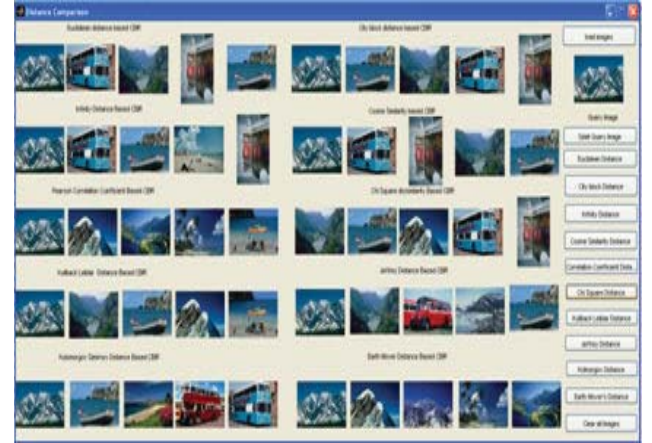 Distance Comparison
Euclidean distance based CBIR
City block distance based CBIR
load images
Infinity Distance Based CBIR
Cosine Similarity based CBIR
Query Image
Select Query Image
Euclidean Distance
City block Distance
Pearson Correlation Coefficient Based CBIR
Chi Square dissimilarity Based CBIR
Infinity Distance
Cosine Similarity Distance
Correlation Coefficient Dista..
Kullback Leibler Distance Based CBIR
Jeffrey Distance Based CBIR
Chi Square Distance
Kullback Leibler Distance
Jeffrey Distance
Kolmogrov Smirnov Distance Based CBIR
Earth Mover Distance Based CBIR
Kolmogrov Distance
Earth Mover's Distance
Clear all Images